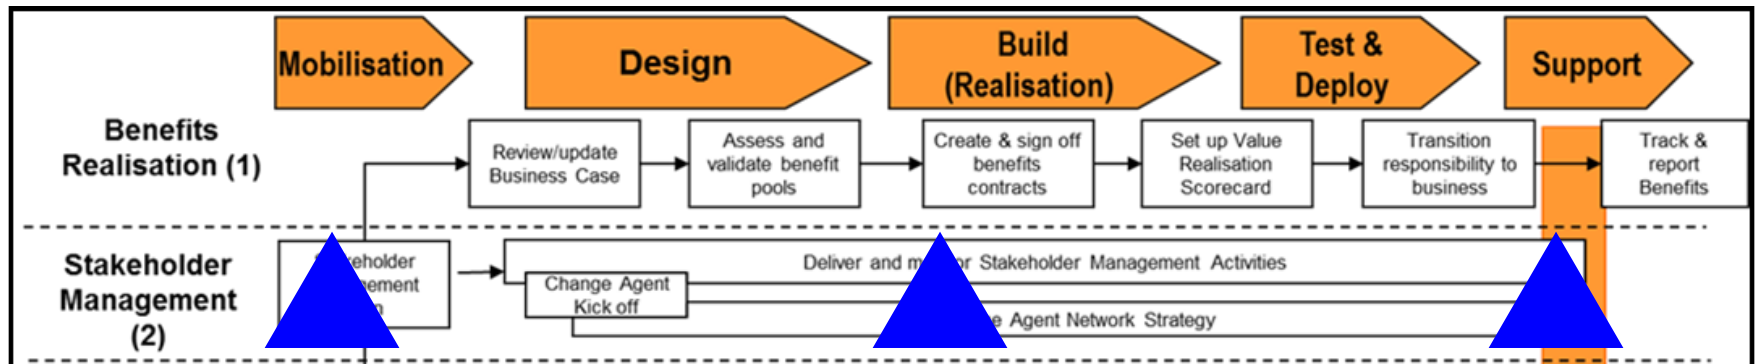 Mobilisation
Design
Build
(Realisation)
Test &
Deploy
Support
Benefits
Realisation (1)
Review/update
Business Case
Assess and
validate benefit
pools
Create & sign off
benefits
contracts
Set up Value
Realisation
Scorecard
Transition
responsibility to
business
Track &
report
Benefits
Stakeholder
Management
(2)
Deliver and Stakeholder Management Activities
Change Agent
Kick off
Agent Network Strategy